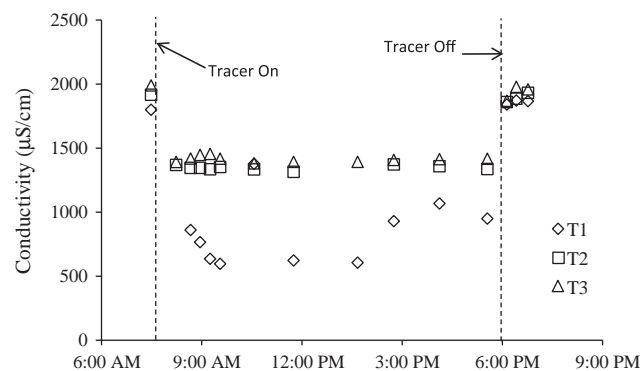 2500
Tracer Off
2000
Tracer On
1500
1000
500
0
Conductivity (µS/cm)
T1
T2
T3
6:00 AM 9:00 AM 12:00 PM 3:00 PM 6:00 PM 9:00 PM